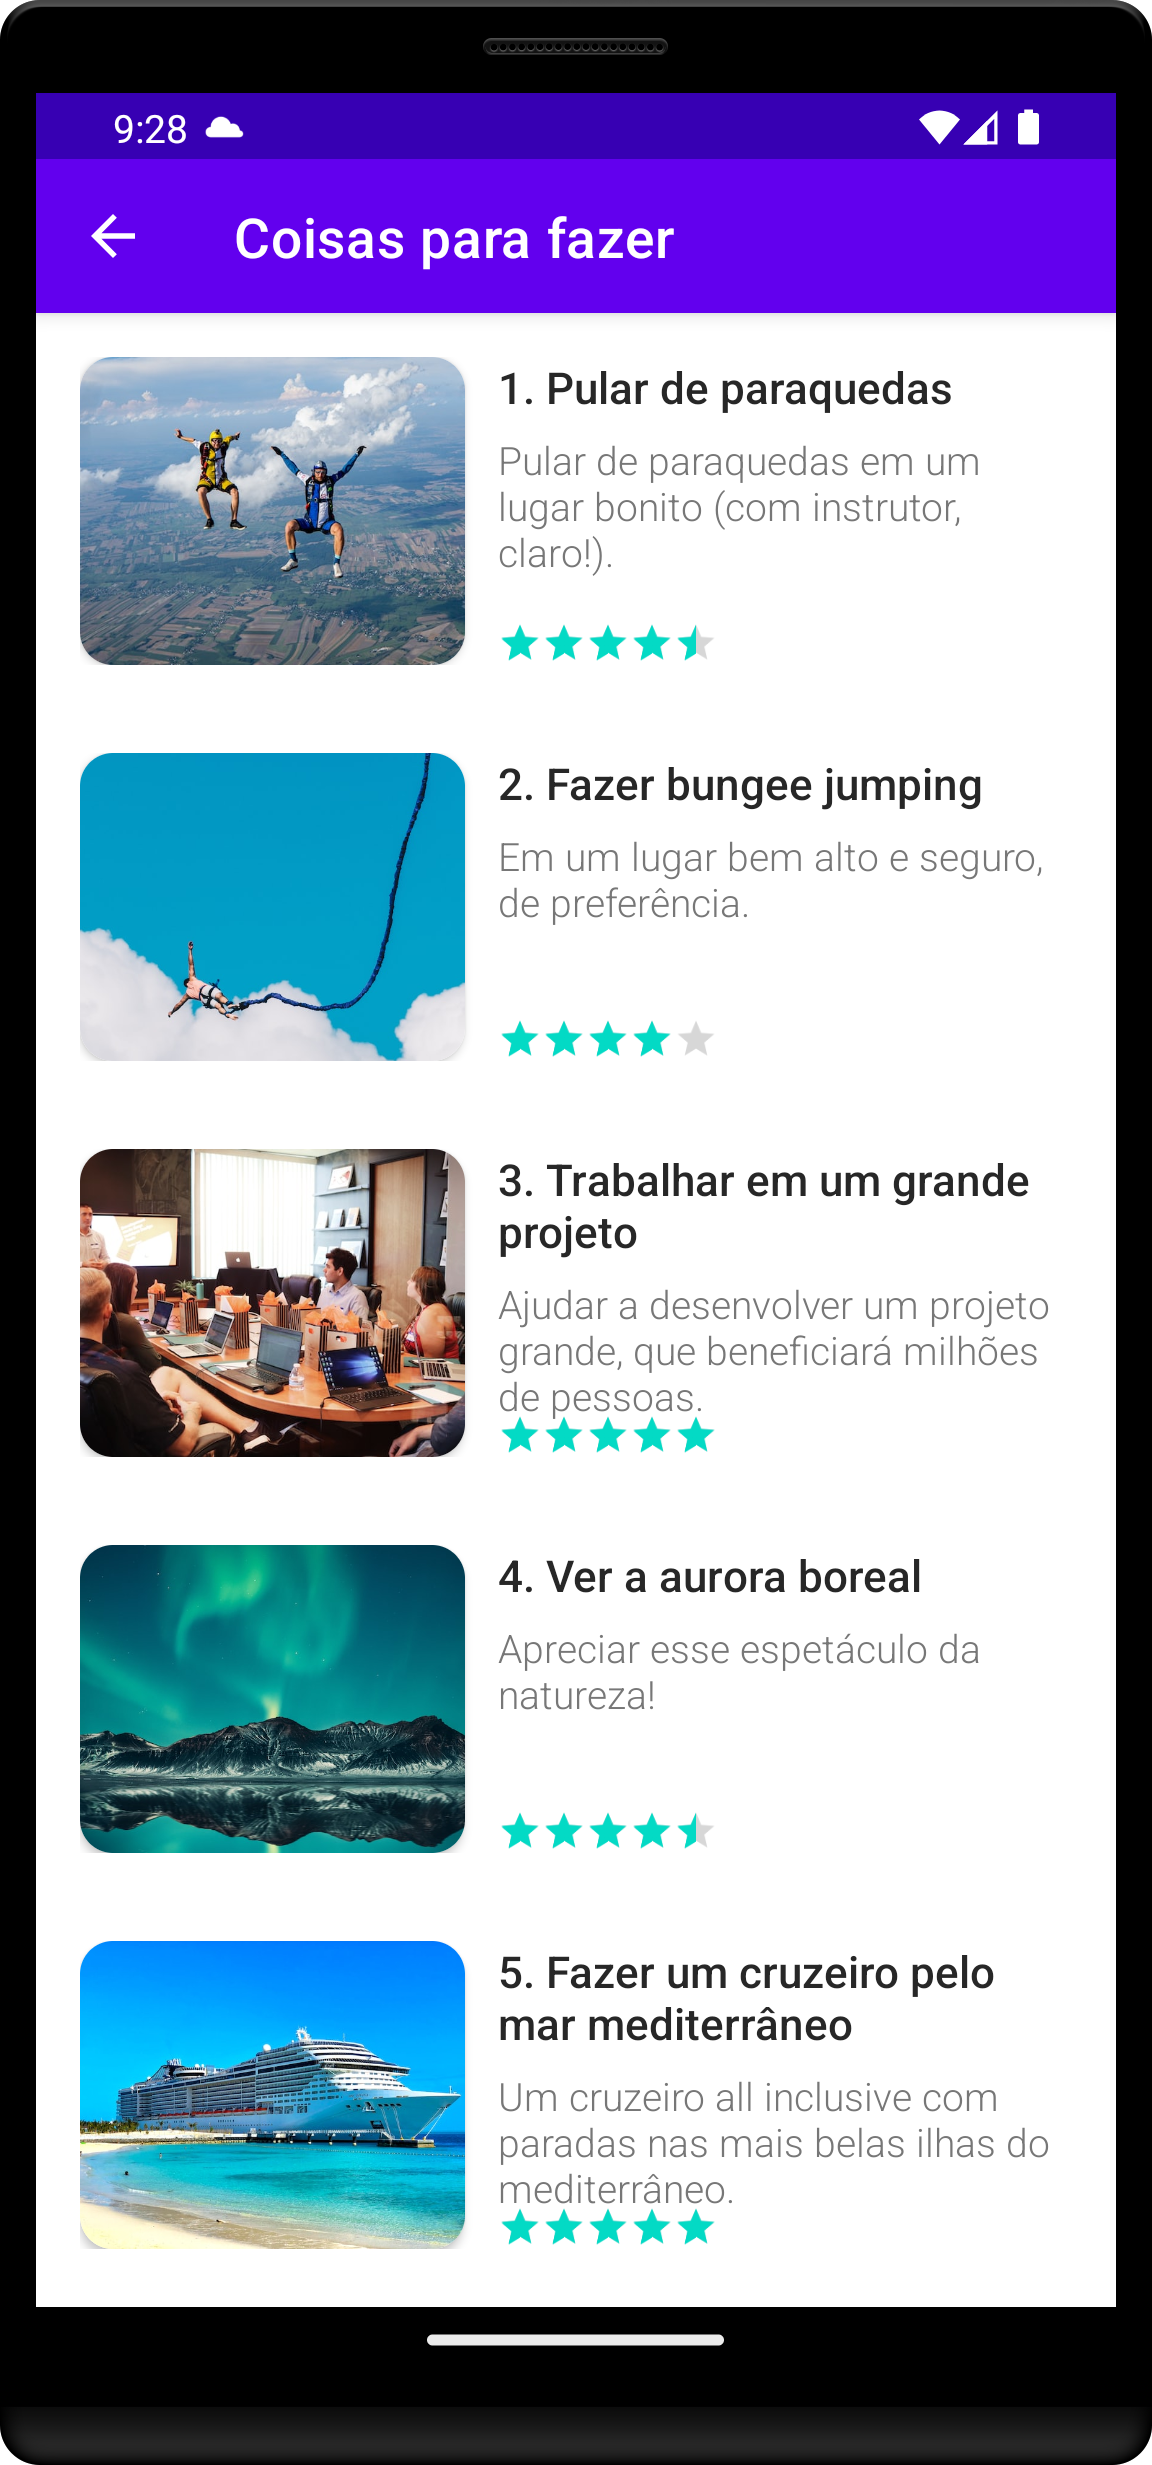 9:28
Coisas para fazer
1. Pular de paraquedas
Pular de paraquedas em um
lugar bonito (com instrutor,
claro!).
2. Fazer bungee jumping
Em um lugar bem alto e seguro,
de preferência.
3. Trabalhar em um grande
projeto
Ajudar a desenvolver um projeto
grande, que beneficiará milhões
de pessoas.
4. Ver a aurora boreal
Apreciar esse espetáculo da
natureza!
5. Fazer um cruzeiro pelo
mar mediterrâneo
Um cruzeiro all inclusive com
paradas nas mais belas ilhas do
mediterrâneo.